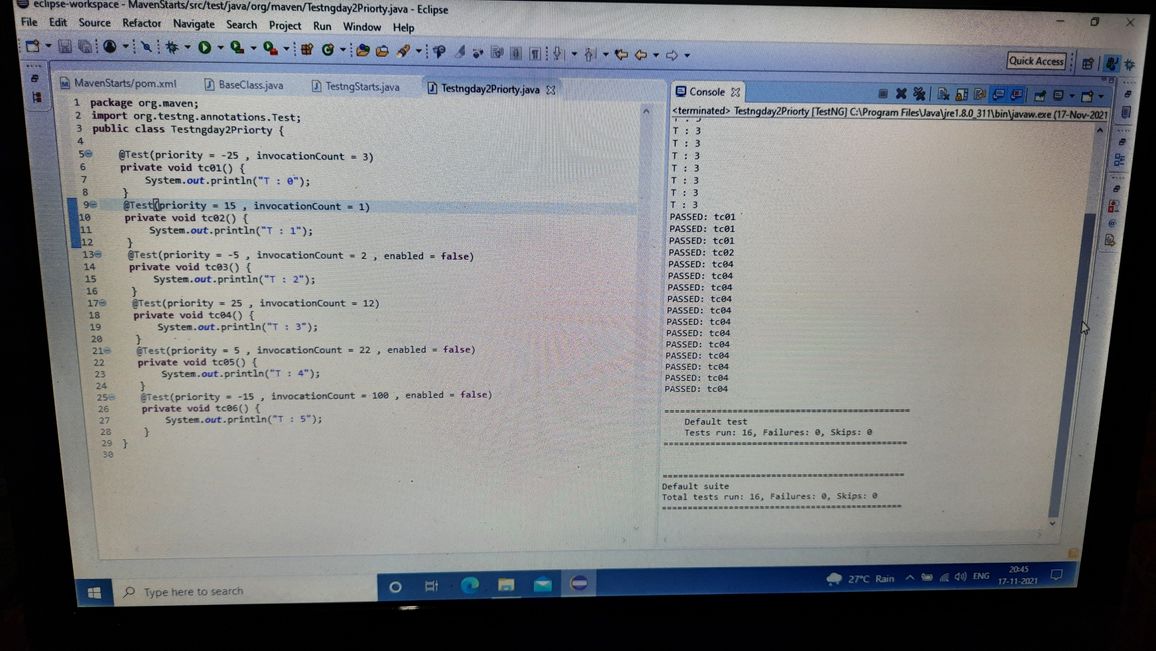 eclipse-workspace - MavenStarts/src/test/java/org/maven/Testngday2Priorty.java - Eclipse
File Edit Source Refactor Navigate Search Project Run Window Help
Quick Access
MavenStarts/pom.xml BaseClass.java TestngStarts.java Testngday2Priorty.java
1 package org.maven;
2 import org.testng.annotations.Test;
3 public class Testngday2Priorty {
4
5 @Test(priority = -25 , invocationCount = 3)
6 private void tc01() {
7 System.out.println("T : 0");
8 }
9 @Test(priority = 15 , invocationCount = 1)
10 private void tc02() {
11 System.out.println("T : 1");
12 }
13 @Test(priority = -5 , invocationCount = 2 , enabled = false)
14 private void tc03() {
15 System.out.println("T : 2");
16 }
17 @Test(priority = 25 , invocationCount = 12)
18 private void tc04() {
19 System.out.println("T : 3");
20 }
21 @Test(priority = 5 , invocationCount = 22 , enabled = false)
22 private void tc05() {
23 System.out.println("T : 4");
24 }
25 @Test(priority = -15 , invocationCount = 100 , enabled = false)
26 private void tc06() {
27 System.out.println("T : 5");
28 }
29 }
30
Console
<terminated> Testngday2Priorty [TestNG] C:\Program Files\Java\jre1.8.0_311\bin\javaw.exe (17-Nov-2021
T : 3
T : 3
T : 3
T : 3
T : 3
T : 3
T : 3
T : 3
PASSED: tc01
PASSED: tc01
PASSED: tc01
PASSED: tc02
PASSED: tc04
PASSED: tc04
PASSED: tc04
PASSED: tc04
PASSED: tc04
PASSED: tc04
PASSED: tc04
PASSED: tc04
PASSED: tc04
PASSED: tc04
PASSED: tc04
PASSED: tc04
===============================================
Default test
Tests run: 16, Failures: 0, Skips: 0
===============================================
===============================================
Default suite
Total tests run: 16, Failures: 0, Skips: 0
===============================================
Type here to search
27°C Rain
ENG
20:45
17-11-2021